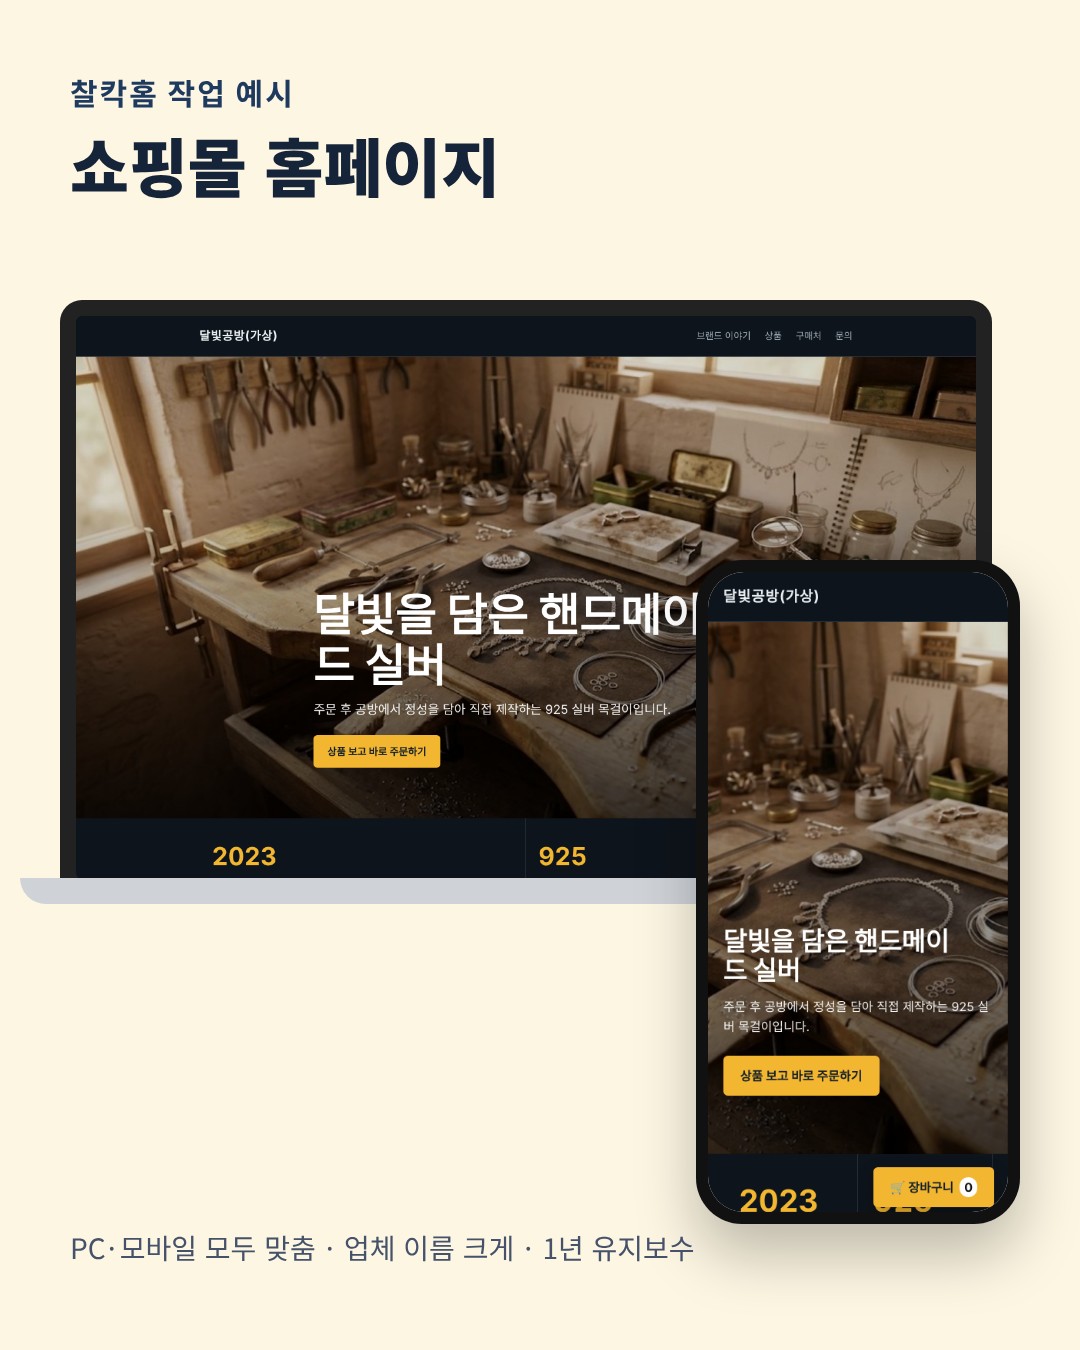 찰칵홈 작업 예시
쇼핑몰 홈페이지
달빛공방(가상)
브랜드 이야기 상품 구매처 문의
달빛을 담은 핸드메이
드 실버
주문 후 공방에서 정성을 담아 직접 제작하는 925 실버 목걸이입니다.
상품 보고 바로 주문하기
2023
925
달빛공방(가상)
달빛을 담은 핸드메이
드 실버
주문 후 공방에서 정성을 담아 직접 제작하는 925 실
버 목걸이입니다.
상품 보고 바로 주문하기
장바구니 0
2023
PC·모바일 모두 맞춤 · 업체 이름 크게 · 1년 유지보수